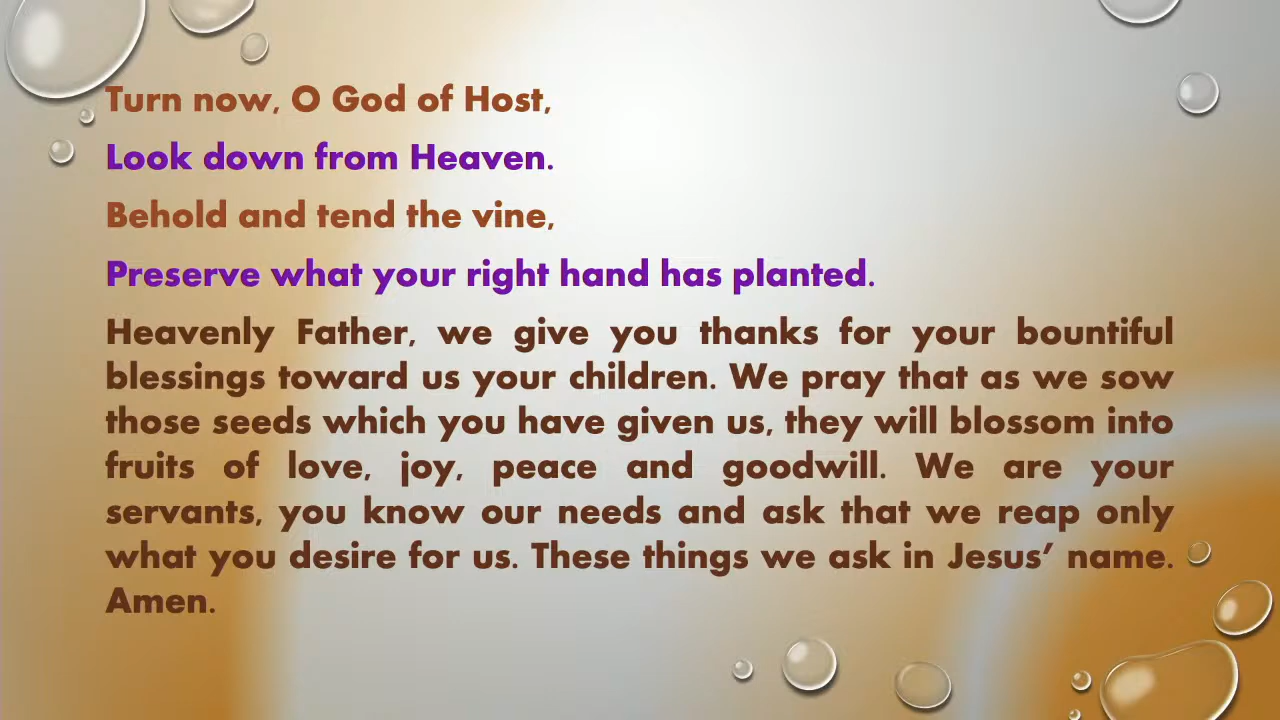 Turn now, O God of Host,
Look down from Heaven.
Behold and tend the vine,
Preserve what your right hand has planted.
Heavenly Father, we give you thanks for your bountiful
blessings toward us your children. We pray that as we sow
those seeds which you have given us, they will blossom into
fruits of love, joy, peace and goodwill. We are your
servants, you know our needs and ask that we reap only
what you desire for us. These things we ask in Jesus’ name.
Amen.